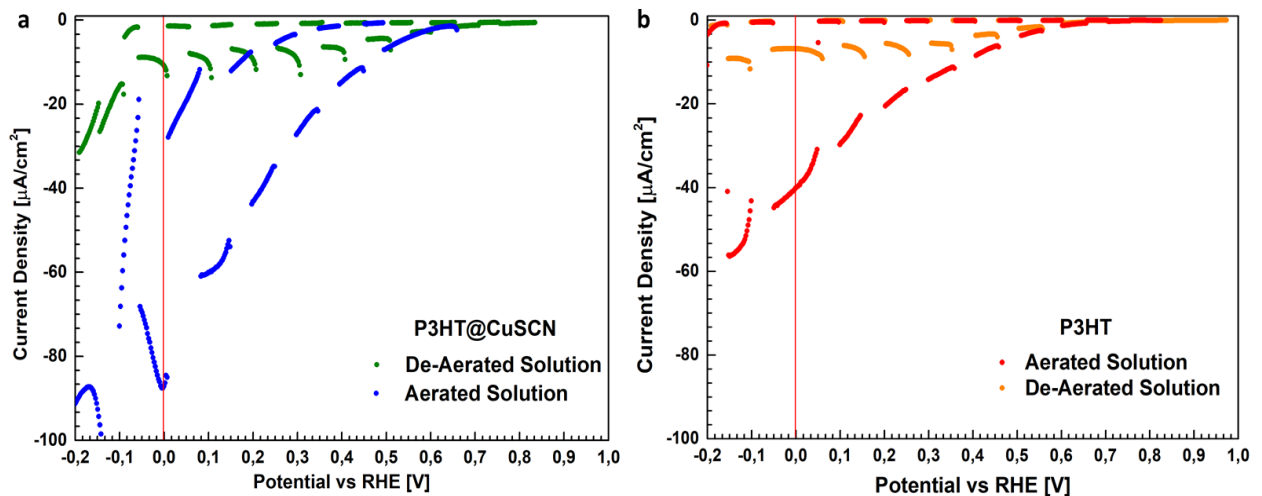 a
0
-20
-40
-60
-80
-100
Current Density [µA/cm²]
P3HT@CuSCN
De-Aerated Solution
Aerated Solution
-0,2 -0,1 0,0 0,1 0,2 0,3 0,4 0,5 0,6 0,7 0,8 0,9 1,0
Potential vs RHE [V]
b
0
-20
-40
-60
-80
-100
Current Density [µA/cm²]
P3HT
Aerated Solution
De-Aerated Solution
-0,2 -0,1 0,0 0,1 0,2 0,3 0,4 0,5 0,6 0,7 0,8 0,9 1,0
Potential vs RHE [V]